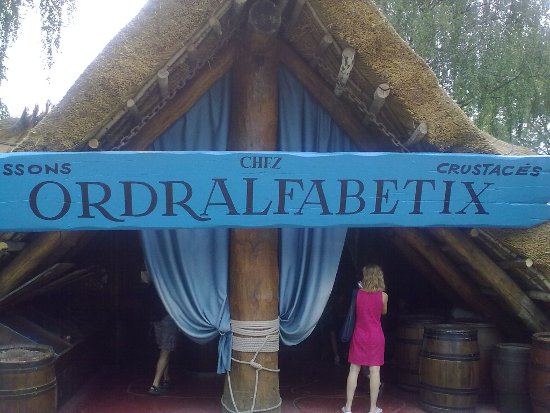 SSONS CHEZ CRUSTACÉS
ORDRALFABETIX